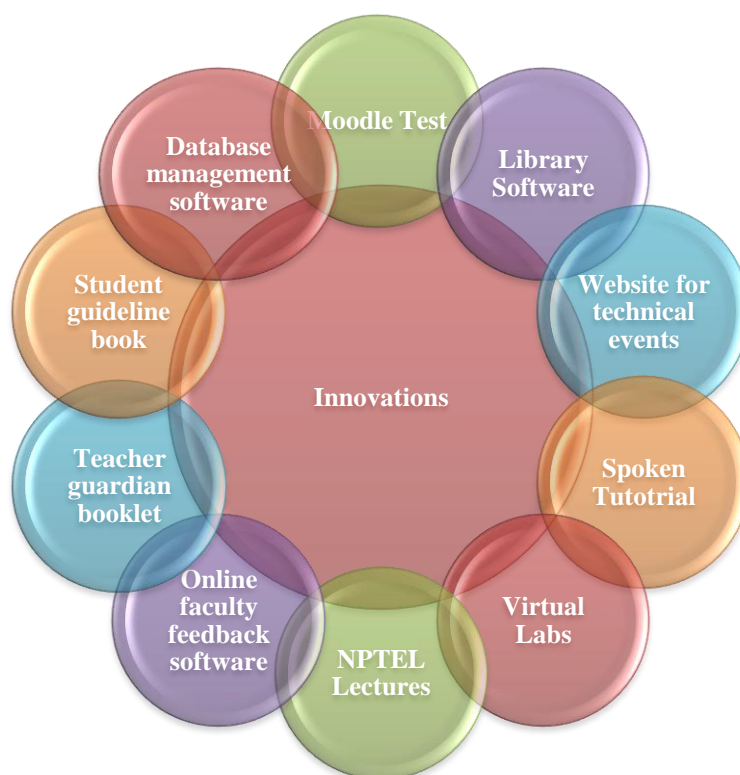 Moodle Test
Library
Software
Website for
technical
events
Spoken
Tutotrial
Virtual
Labs
NPTEL
Lectures
Online
faculty
feedback
software
Teacher
guardian
booklet
Student
guideline
book
Database
management
software
Innovations